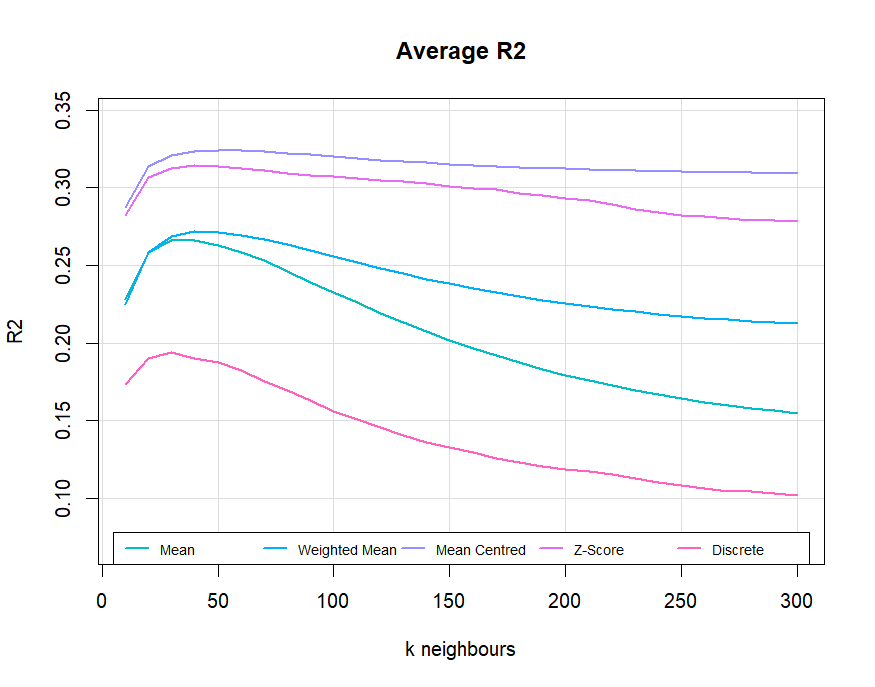 Average R2
0.35
0.30
0.25
0.20
0.15
0.10
R2
Mean Weighted Mean Mean Centred Z-Score Discrete
0 50 100 150 200 250 300
k neighbours